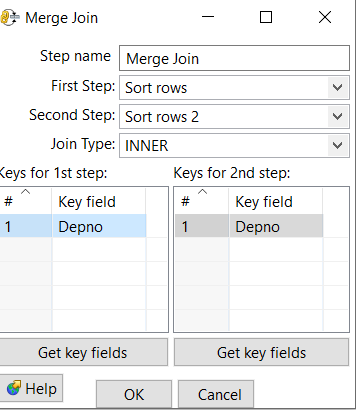 Merge Join
Step name Merge Join
First Step: Sort rows
Second Step: Sort rows 2
Join Type: INNER
Keys for 1st step: Keys for 2nd step:
# Key field # Key field
1 Depno 1 Depno
Get key fields Get key fields
Help OK Cancel